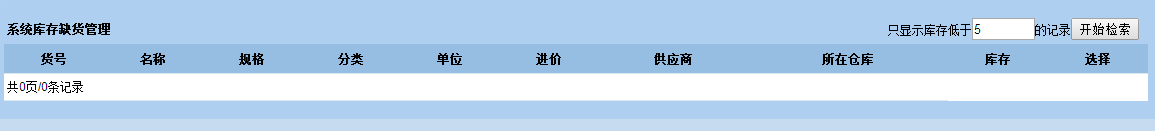 系统库存缺货管理 只显示库存低于 5 的记录 开始检索
货号 名称 规格 分类 单位 进价 供应商 所在仓库 库存 选择
共0页/0条记录